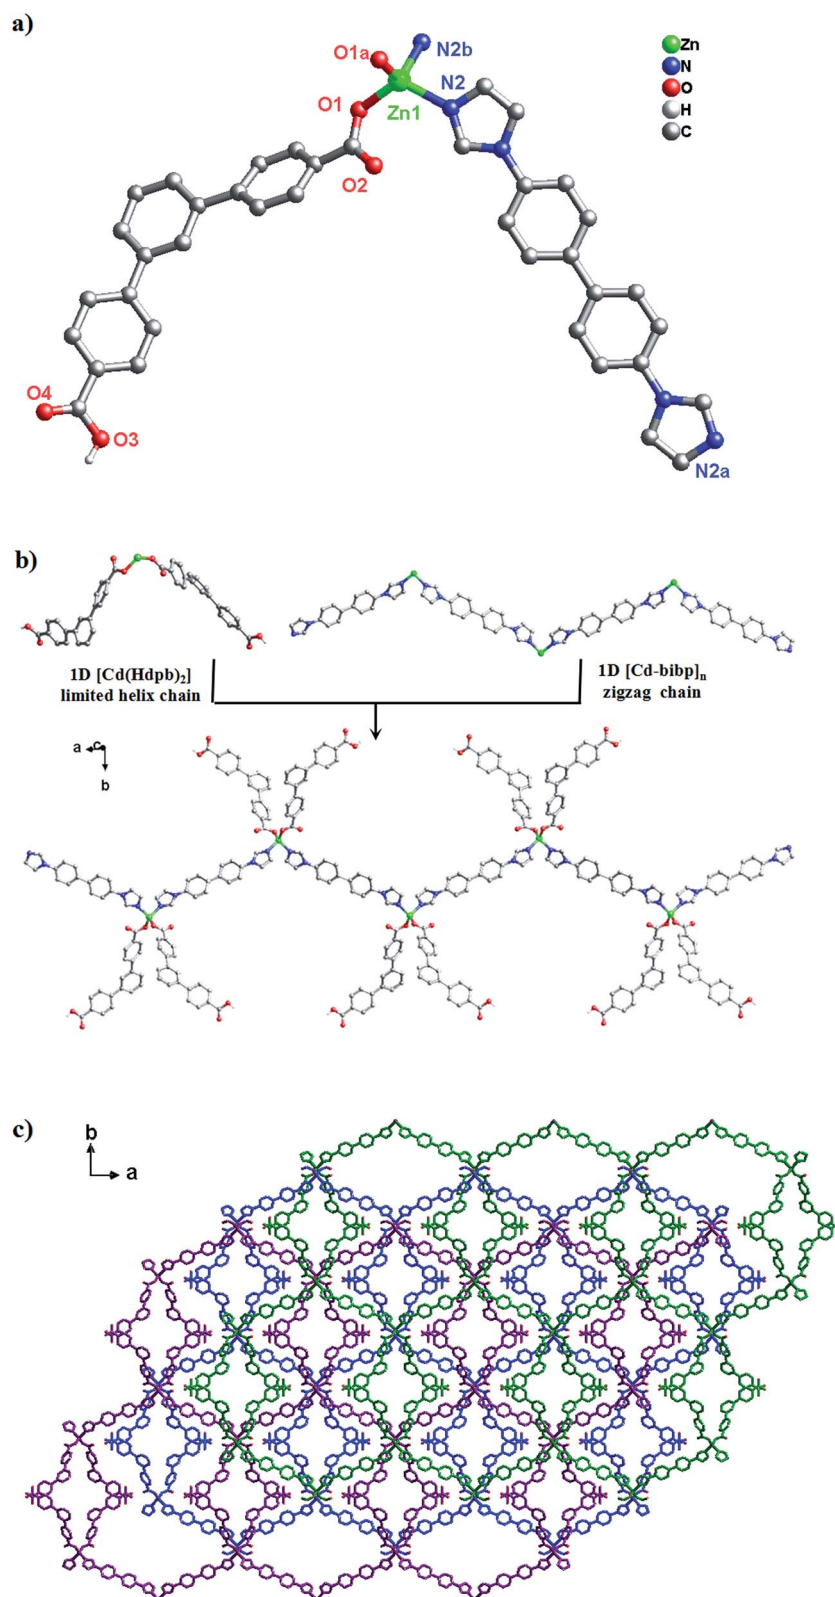 a)
O1a
N2b
Zn
N
O
H
C
O1
N2
Zn1
O2
O4
O3
N2a
b)
1D [Cd(Hdpb)₂]
limited helix chain
1D [Cd-bibp]ₙ
zigzag chain
a c
b
c)
b
a